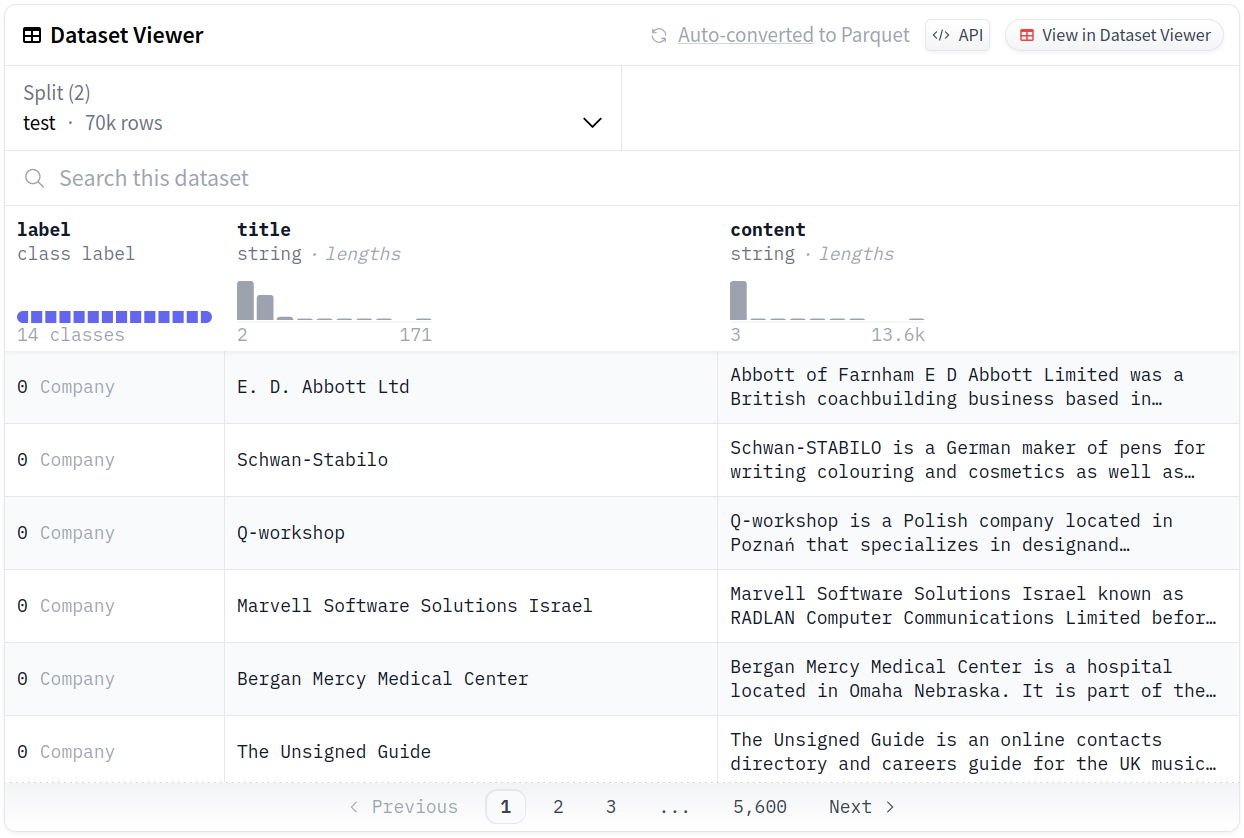 Dataset Viewer
Auto-converted to Parquet
API
View in Dataset Viewer
Split (2)
test · 70k rows
Search this dataset
label
class label
14 classes
title
string · lengths
2 171
content
string · lengths
3 13.6k
0 Company
E. D. Abbott Ltd
Abbott of Farnham E D Abbott Limited was a
British coachbuilding business based in…
0 Company
Schwan-Stabilo
Schwan-STABILO is a German maker of pens for
writing colouring and cosmetics as well as…
0 Company
Q-workshop
Q-workshop is a Polish company located in
Poznań that specializes in designand…
0 Company
Marvell Software Solutions Israel
Marvell Software Solutions Israel known as
RADLAN Computer Communications Limited befor…
0 Company
Bergan Mercy Medical Center
Bergan Mercy Medical Center is a hospital
located in Omaha Nebraska. It is part of the…
0 Company
The Unsigned Guide
The Unsigned Guide is an online contacts
directory and careers guide for the UK music…
< Previous 1 2 3 ... 5,600 Next >